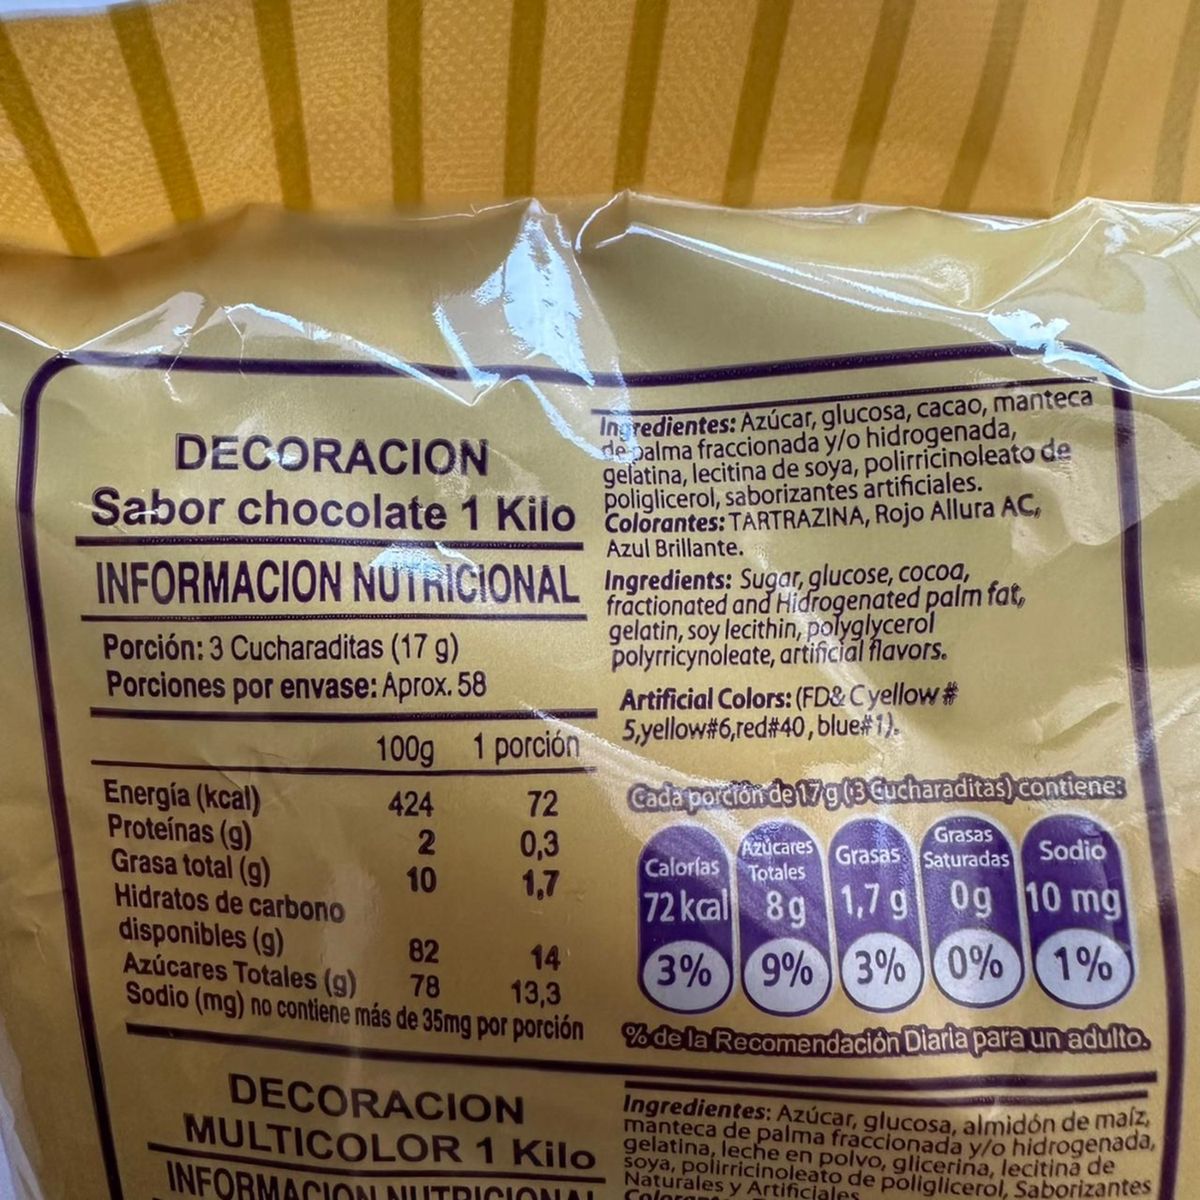 DECORACION
Sabor chocolate 1 Kilo
INFORMACION NUTRICIONAL
Porción: 3 Cucharaditas (17 g)
Porciones por envase: Aprox. 58
100g 1 porción
Energía (kcal) 424 72
Proteínas (g) 2 0,3
Grasa total (g) 10 1,7
Hidratos de carbono
disponibles (g) 82 14
Azúcares Totales (g) 78 13,3
Sodio (mg) no contiene más de 35mg por porción
Ingredientes: Azúcar, glucosa, cacao, manteca
de palma fraccionada y/o hidrogenada,
gelatina, lecitina de soya, polirricinoleato de
poliglicerol, saborizantes artificiales.
Colorantes: TARTRAZINA, Rojo Allura AC,
Azul Brillante.
Ingredients: Sugar, glucose, cocoa,
fractionated and Hidrogenated palm fat,
gelatin, soy lecithin, polyglycerol
polyrricynoleate, artificial flavors.
Artificial Colors: (FD& C yellow #
5,yellow#6,red#40, blue#1).
Cada porción de 17 g (3 Cucharaditas) contiene:
Calorías
72 kcal
3%
Azúcares
Totales
8 g
9%
Grasas
1,7 g
3%
Grasas
Saturadas
0g
0%
Sodio
10 mg
1%
% de la Recomendación Diaria para un adulto.
DECORACION
MULTICOLOR 1 Kilo
INFORMACION NUTRICIONAL
Ingredientes: Azúcar, glucosa, almidón de maíz,
manteca de palma fraccionada y/o hidrogenada,
gelatina, leche en polvo, glicerina, lecitina de
soya, polirricinoleato de poliglicerol, Saborizantes
Naturales y Artificiales